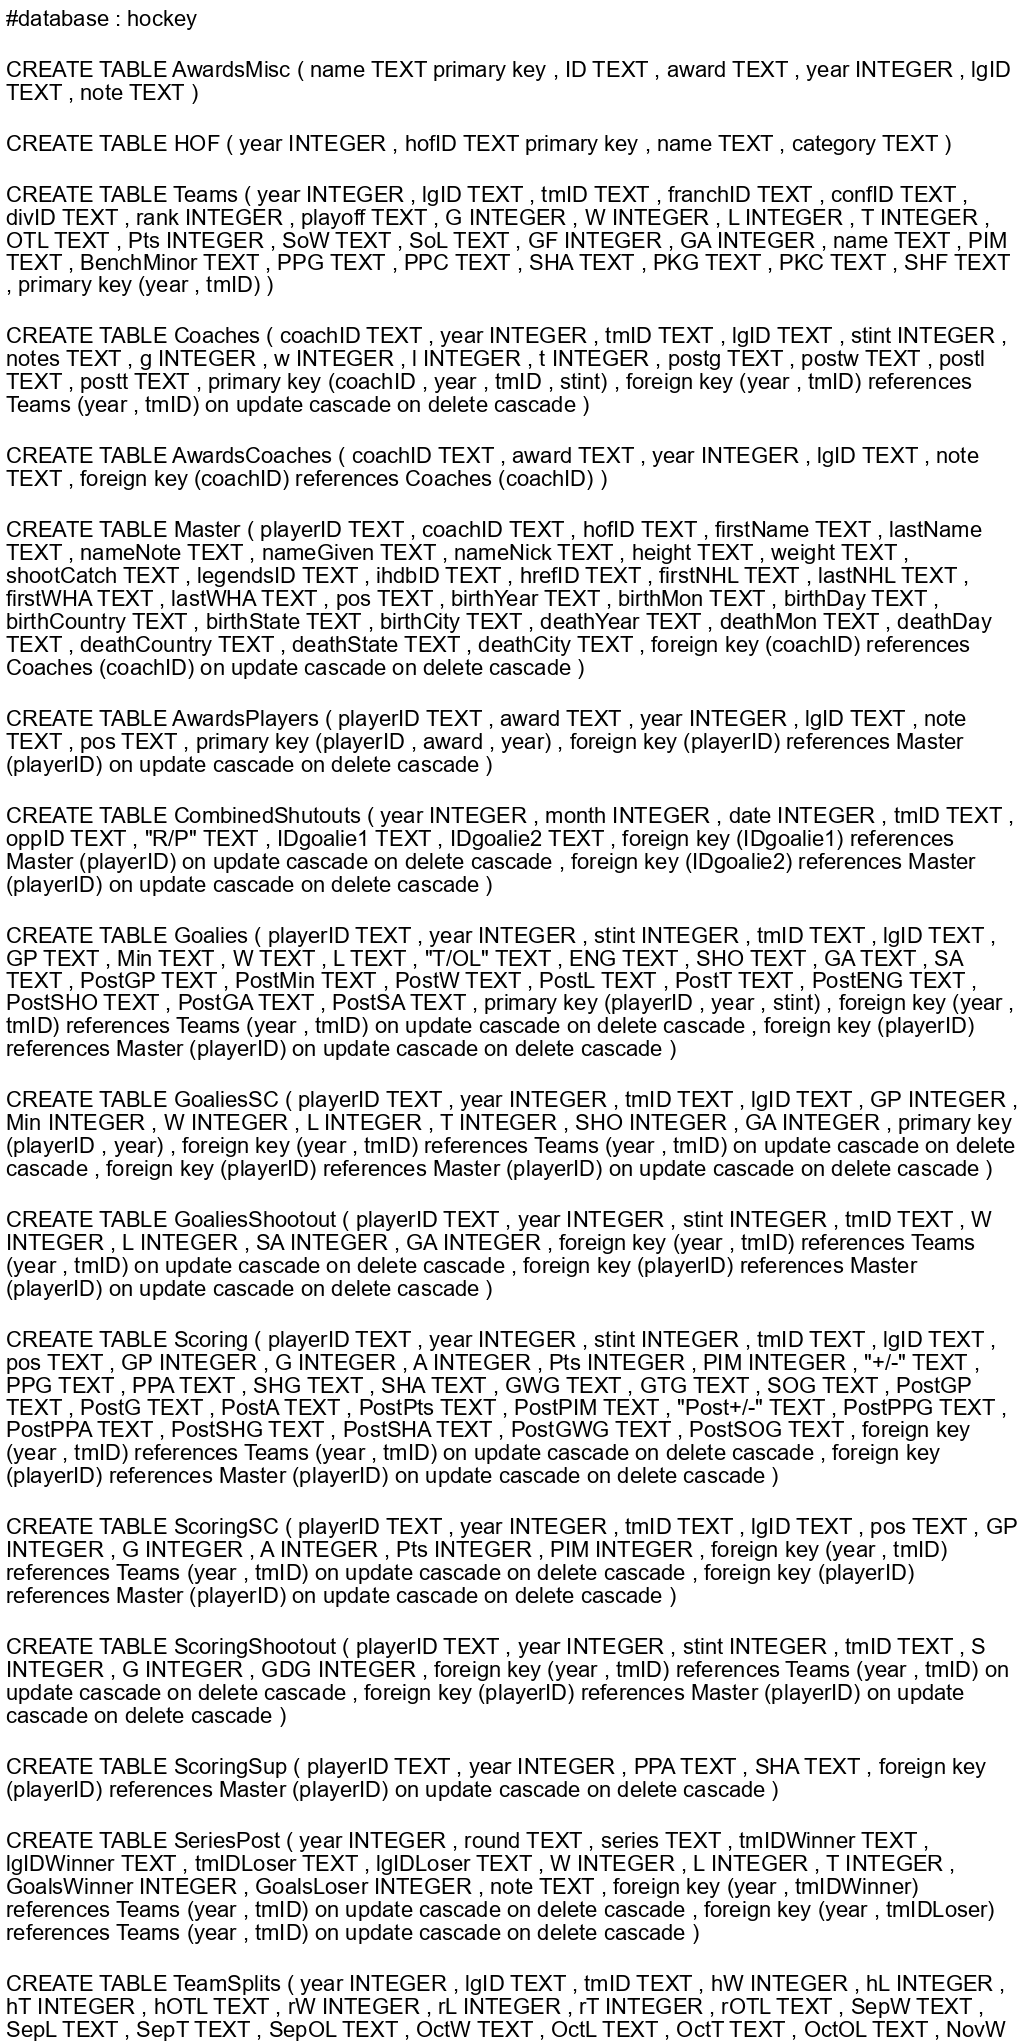 #database : hockey
CREATE TABLE AwardsMisc ( name TEXT primary key , ID TEXT , award TEXT , year INTEGER , lgID
TEXT , note TEXT )
CREATE TABLE HOF ( year INTEGER , hofID TEXT primary key , name TEXT , category TEXT )
CREATE TABLE Teams ( year INTEGER , lgID TEXT , tmID TEXT , franchID TEXT , confID TEXT ,
divID TEXT , rank INTEGER , playoff TEXT , G INTEGER , W INTEGER , L INTEGER , T INTEGER ,
OTL TEXT , Pts INTEGER , SoW TEXT , SoL TEXT , GF INTEGER , GA INTEGER , name TEXT , PIM
TEXT , BenchMinor TEXT , PPG TEXT , PPC TEXT , SHA TEXT , PKG TEXT , PKC TEXT , SHF TEXT
, primary key (year , tmID) )
CREATE TABLE Coaches ( coachID TEXT , year INTEGER , tmID TEXT , lgID TEXT , stint INTEGER ,
notes TEXT , g INTEGER , w INTEGER , l INTEGER , t INTEGER , postg TEXT , postw TEXT , postl
TEXT , postt TEXT , primary key (coachID , year , tmID , stint) , foreign key (year , tmID) references
Teams (year , tmID) on update cascade on delete cascade )
CREATE TABLE AwardsCoaches ( coachID TEXT , award TEXT , year INTEGER , lgID TEXT , note
TEXT , foreign key (coachID) references Coaches (coachID) )
CREATE TABLE Master ( playerID TEXT , coachID TEXT , hofID TEXT , firstName TEXT , lastName
TEXT , nameNote TEXT , nameGiven TEXT , nameNick TEXT , height TEXT , weight TEXT ,
shootCatch TEXT , legendsID TEXT , ihdbID TEXT , hrefID TEXT , firstNHL TEXT , lastNHL TEXT ,
firstWHA TEXT , lastWHA TEXT , pos TEXT , birthYear TEXT , birthMon TEXT , birthDay TEXT ,
birthCountry TEXT , birthState TEXT , birthCity TEXT , deathYear TEXT , deathMon TEXT , deathDay
TEXT , deathCountry TEXT , deathState TEXT , deathCity TEXT , foreign key (coachID) references
Coaches (coachID) on update cascade on delete cascade )
CREATE TABLE AwardsPlayers ( playerID TEXT , award TEXT , year INTEGER , lgID TEXT , note
TEXT , pos TEXT , primary key (playerID , award , year) , foreign key (playerID) references Master
(playerID) on update cascade on delete cascade )
CREATE TABLE CombinedShutouts ( year INTEGER , month INTEGER , date INTEGER , tmID TEXT ,
oppID TEXT , "R/P" TEXT , IDgoalie1 TEXT , IDgoalie2 TEXT , foreign key (IDgoalie1) references
Master (playerID) on update cascade on delete cascade , foreign key (IDgoalie2) references Master
(playerID) on update cascade on delete cascade )
CREATE TABLE Goalies ( playerID TEXT , year INTEGER , stint INTEGER , tmID TEXT , lgID TEXT ,
GP TEXT , Min TEXT , W TEXT , L TEXT , "T/OL" TEXT , ENG TEXT , SHO TEXT , GA TEXT , SA
TEXT , PostGP TEXT , PostMin TEXT , PostW TEXT , PostL TEXT , PostT TEXT , PostENG TEXT ,
PostSHO TEXT , PostGA TEXT , PostSA TEXT , primary key (playerID , year , stint) , foreign key (year ,
tmID) references Teams (year , tmID) on update cascade on delete cascade , foreign key (playerID)
references Master (playerID) on update cascade on delete cascade )
CREATE TABLE GoaliesSC ( playerID TEXT , year INTEGER , tmID TEXT , lgID TEXT , GP INTEGER ,
Min INTEGER , W INTEGER , L INTEGER , T INTEGER , SHO INTEGER , GA INTEGER , primary key
(playerID , year) , foreign key (year , tmID) references Teams (year , tmID) on update cascade on delete
cascade , foreign key (playerID) references Master (playerID) on update cascade on delete cascade )
CREATE TABLE GoaliesShootout ( playerID TEXT , year INTEGER , stint INTEGER , tmID TEXT , W
INTEGER , L INTEGER , SA INTEGER , GA INTEGER , foreign key (year , tmID) references Teams
(year , tmID) on update cascade on delete cascade , foreign key (playerID) references Master
(playerID) on update cascade on delete cascade )
CREATE TABLE Scoring ( playerID TEXT , year INTEGER , stint INTEGER , tmID TEXT , lgID TEXT ,
pos TEXT , GP INTEGER , G INTEGER , A INTEGER , Pts INTEGER , PIM INTEGER , "+/-" TEXT ,
PPG TEXT , PPA TEXT , SHG TEXT , SHA TEXT , GWG TEXT , GTG TEXT , SOG TEXT , PostGP
TEXT , PostG TEXT , PostA TEXT , PostPts TEXT , PostPIM TEXT , "Post+/-" TEXT , PostPPG TEXT ,
PostPPA TEXT , PostSHG TEXT , PostSHA TEXT , PostGWG TEXT , PostSOG TEXT , foreign key
(year , tmID) references Teams (year , tmID) on update cascade on delete cascade , foreign key
(playerID) references Master (playerID) on update cascade on delete cascade )
CREATE TABLE ScoringSC ( playerID TEXT , year INTEGER , tmID TEXT , lgID TEXT , pos TEXT , GP
INTEGER , G INTEGER , A INTEGER , Pts INTEGER , PIM INTEGER , foreign key (year , tmID)
references Teams (year , tmID) on update cascade on delete cascade , foreign key (playerID)
references Master (playerID) on update cascade on delete cascade )
CREATE TABLE ScoringShootout ( playerID TEXT , year INTEGER , stint INTEGER , tmID TEXT , S
INTEGER , G INTEGER , GDG INTEGER , foreign key (year , tmID) references Teams (year , tmID) on
update cascade on delete cascade , foreign key (playerID) references Master (playerID) on update
cascade on delete cascade )
CREATE TABLE ScoringSup ( playerID TEXT , year INTEGER , PPA TEXT , SHA TEXT , foreign key
(playerID) references Master (playerID) on update cascade on delete cascade )
CREATE TABLE SeriesPost ( year INTEGER , round TEXT , series TEXT , tmIDWinner TEXT ,
lgIDWinner TEXT , tmIDLoser TEXT , lgIDLoser TEXT , W INTEGER , L INTEGER , T INTEGER ,
GoalsWinner INTEGER , GoalsLoser INTEGER , note TEXT , foreign key (year , tmIDWinner)
references Teams (year , tmID) on update cascade on delete cascade , foreign key (year , tmIDLoser)
references Teams (year , tmID) on update cascade on delete cascade )
CREATE TABLE TeamSplits ( year INTEGER , lgID TEXT , tmID TEXT , hW INTEGER , hL INTEGER ,
hT INTEGER , hOTL TEXT , rW INTEGER , rL INTEGER , rT INTEGER , rOTL TEXT , SepW TEXT ,
SepL TEXT , SepT TEXT , SepOL TEXT , OctW TEXT , OctL TEXT , OctT TEXT , OctOL TEXT , NovW